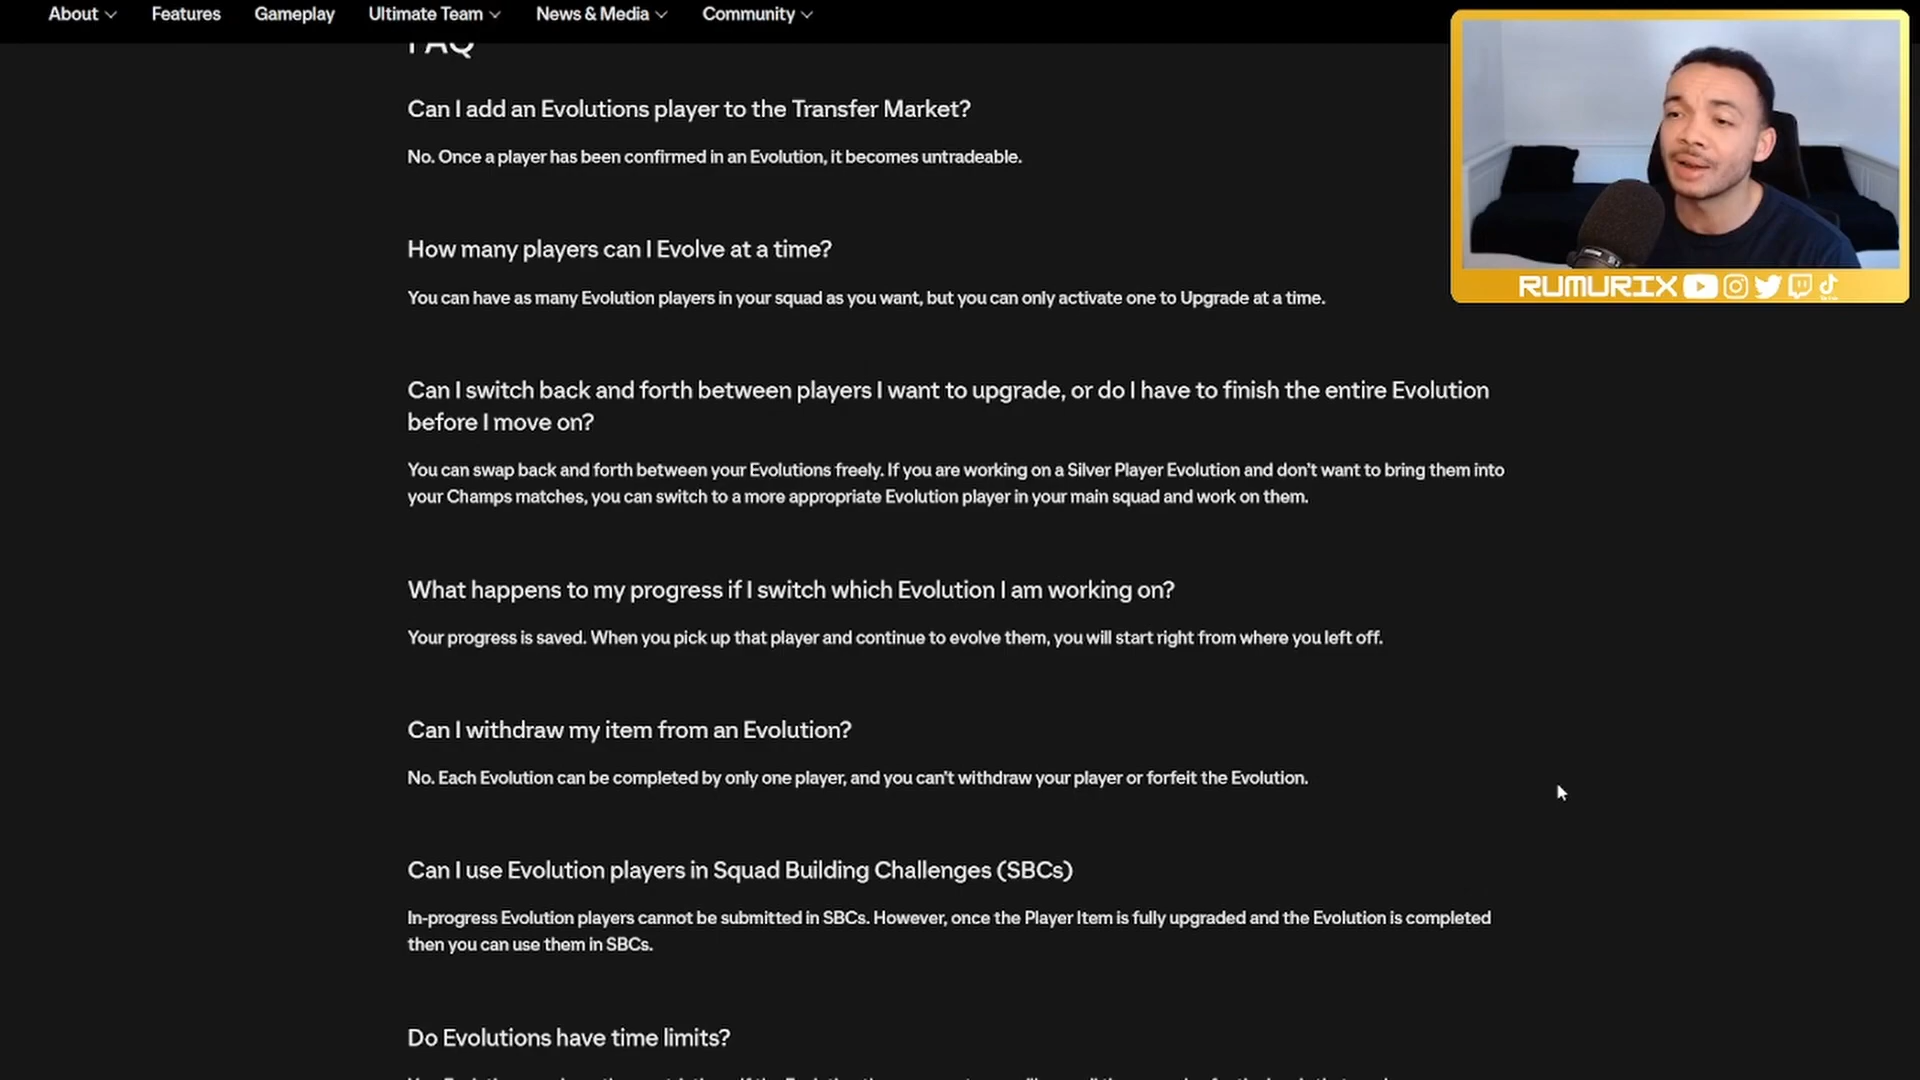 About
Features
Gameplay
Ultimate Team
News & Media
Community
FAQ
Can I add an Evolutions player to the Transfer Market?
No. Once a player has been confirmed in an Evolution, it becomes untradeable.
How many players can I Evolve at a time?
You can have as many Evolution players in your squad as you want, but you can only activate one to Upgrade at a time.
Can I switch back and forth between players I want to upgrade, or do I have to finish the entire Evolution
before I move on?
You can swap back and forth between your Evolutions freely. If you are working on a Silver Player Evolution and don't want to bring them into
your Champs matches, you can switch to a more appropriate Evolution player in your main squad and work on them.
What happens to my progress if I switch which Evolution I am working on?
Your progress is saved. When you pick up that player and continue to evolve them, you will start right from where you left off.
Can I withdraw my item from an Evolution?
No. Each Evolution can be completed by only one player, and you can't withdraw your player or forfeit the Evolution.
Can I use Evolution players in Squad Building Challenges (SBCs)
In-progress Evolution players cannot be submitted in SBCs. However, once the Player Item is fully upgraded and the Evolution is completed
then you can use them in SBCs.
Do Evolutions have time limits?
RUMURIX